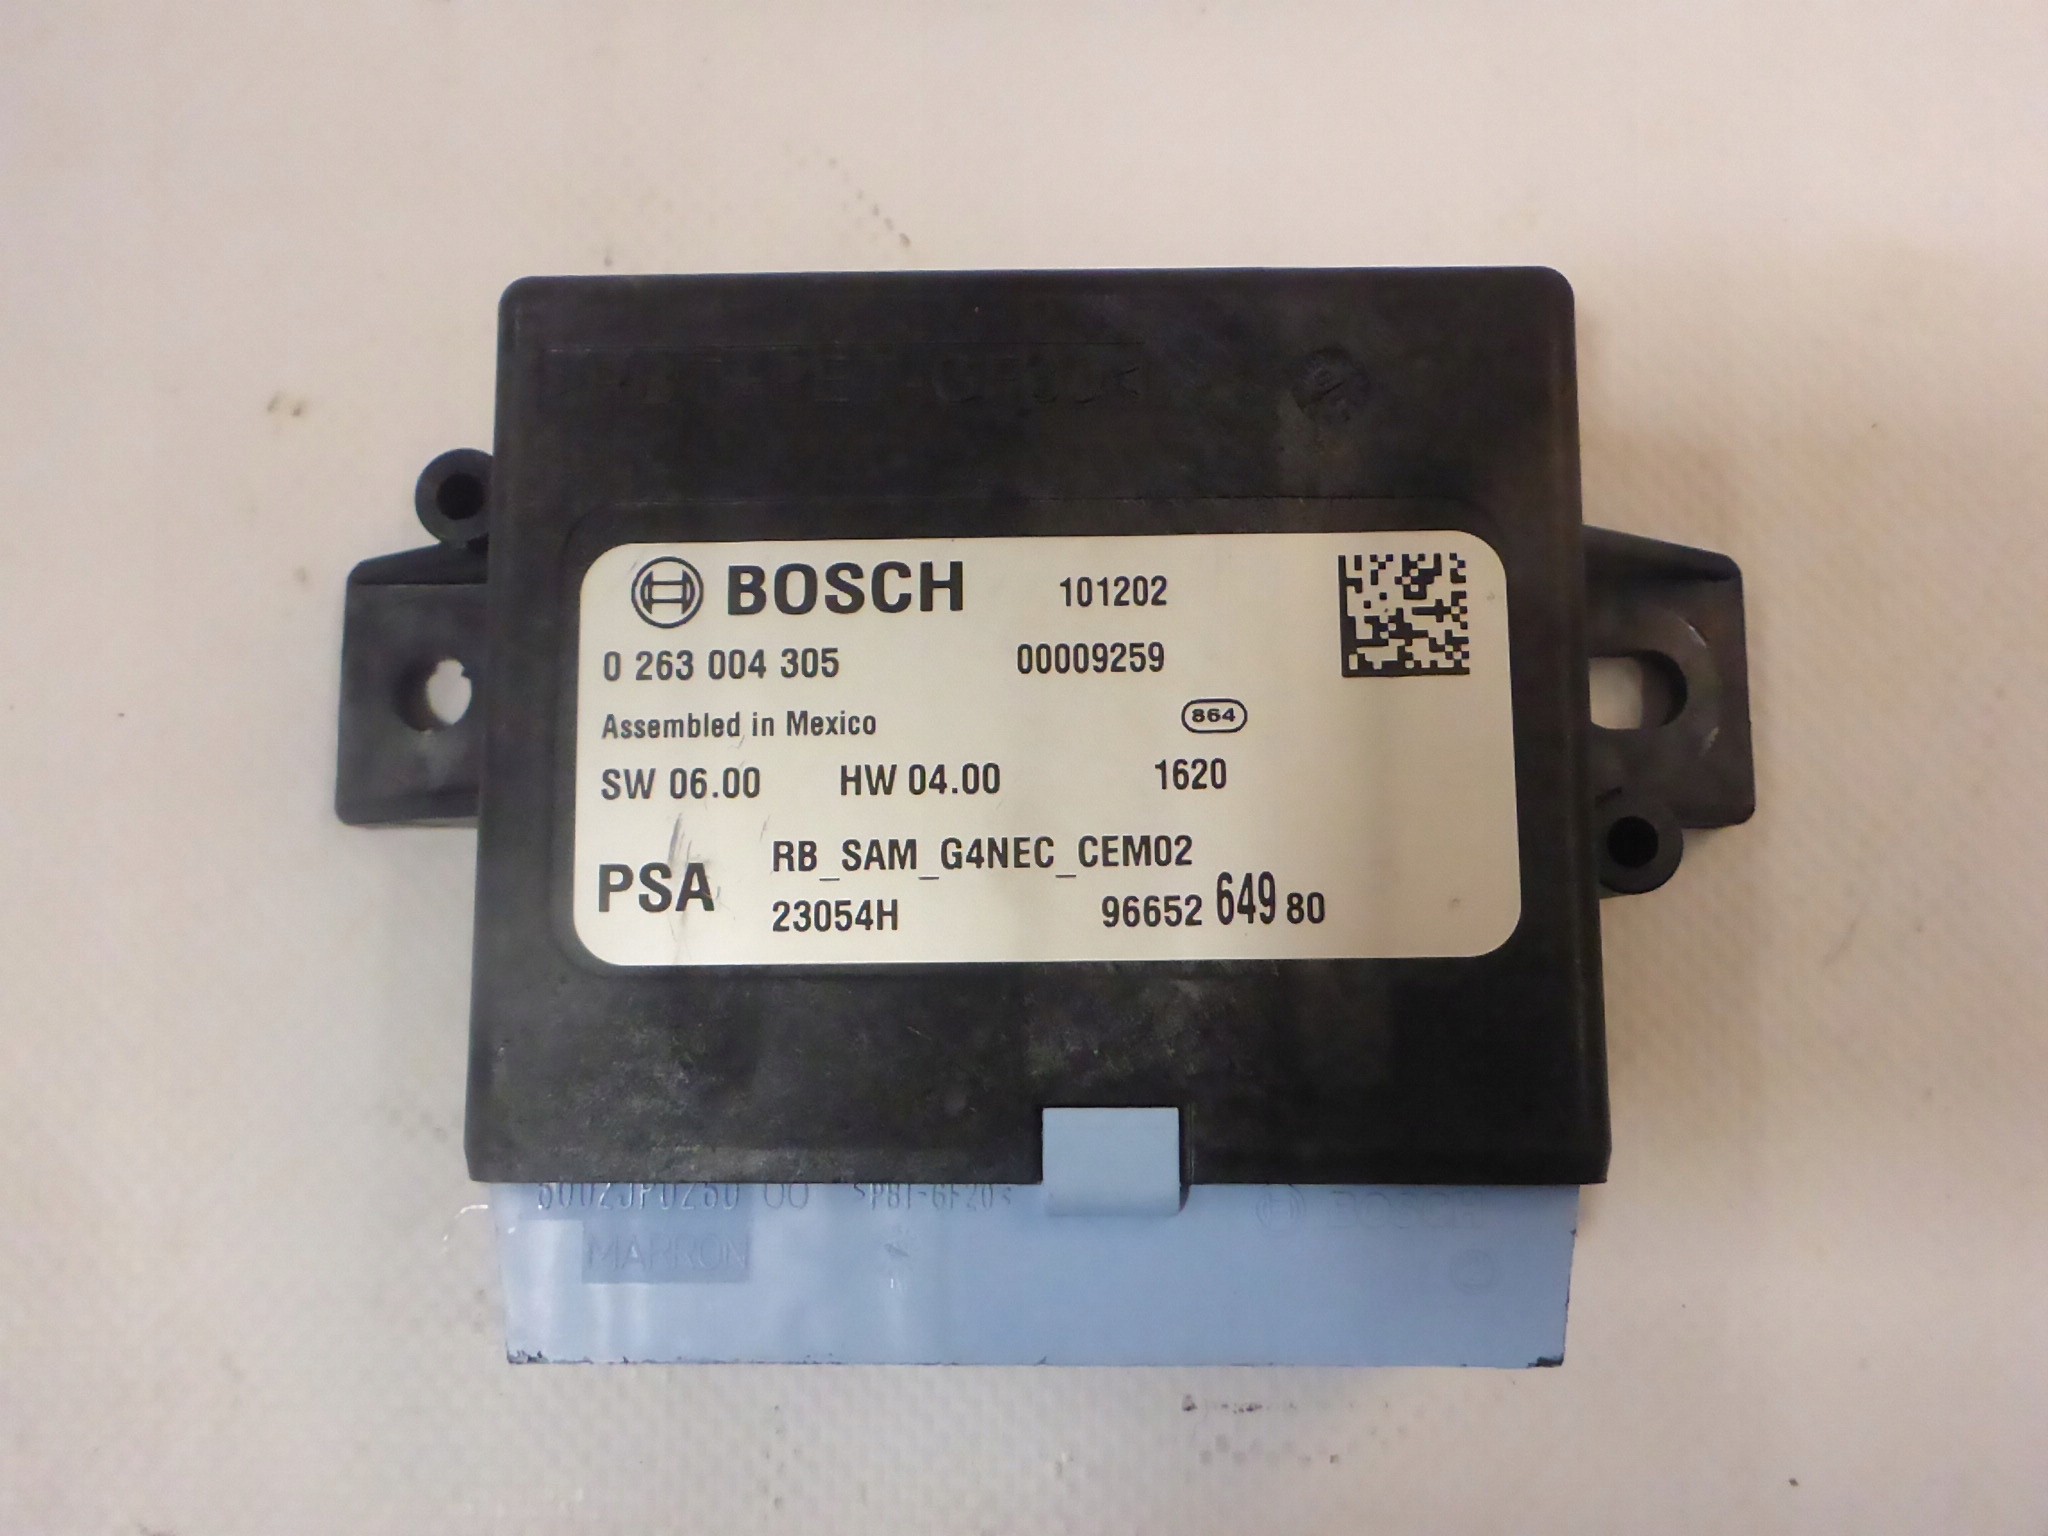 BOSCH 101202
0 263 004 305 00009259
Assembled in Mexico 864
SW 06.00 HW 04.00 1620
RB_SAM_G4NEC_CEM02
PSA 23054H 96652 649 80
BOSCH
MARRON